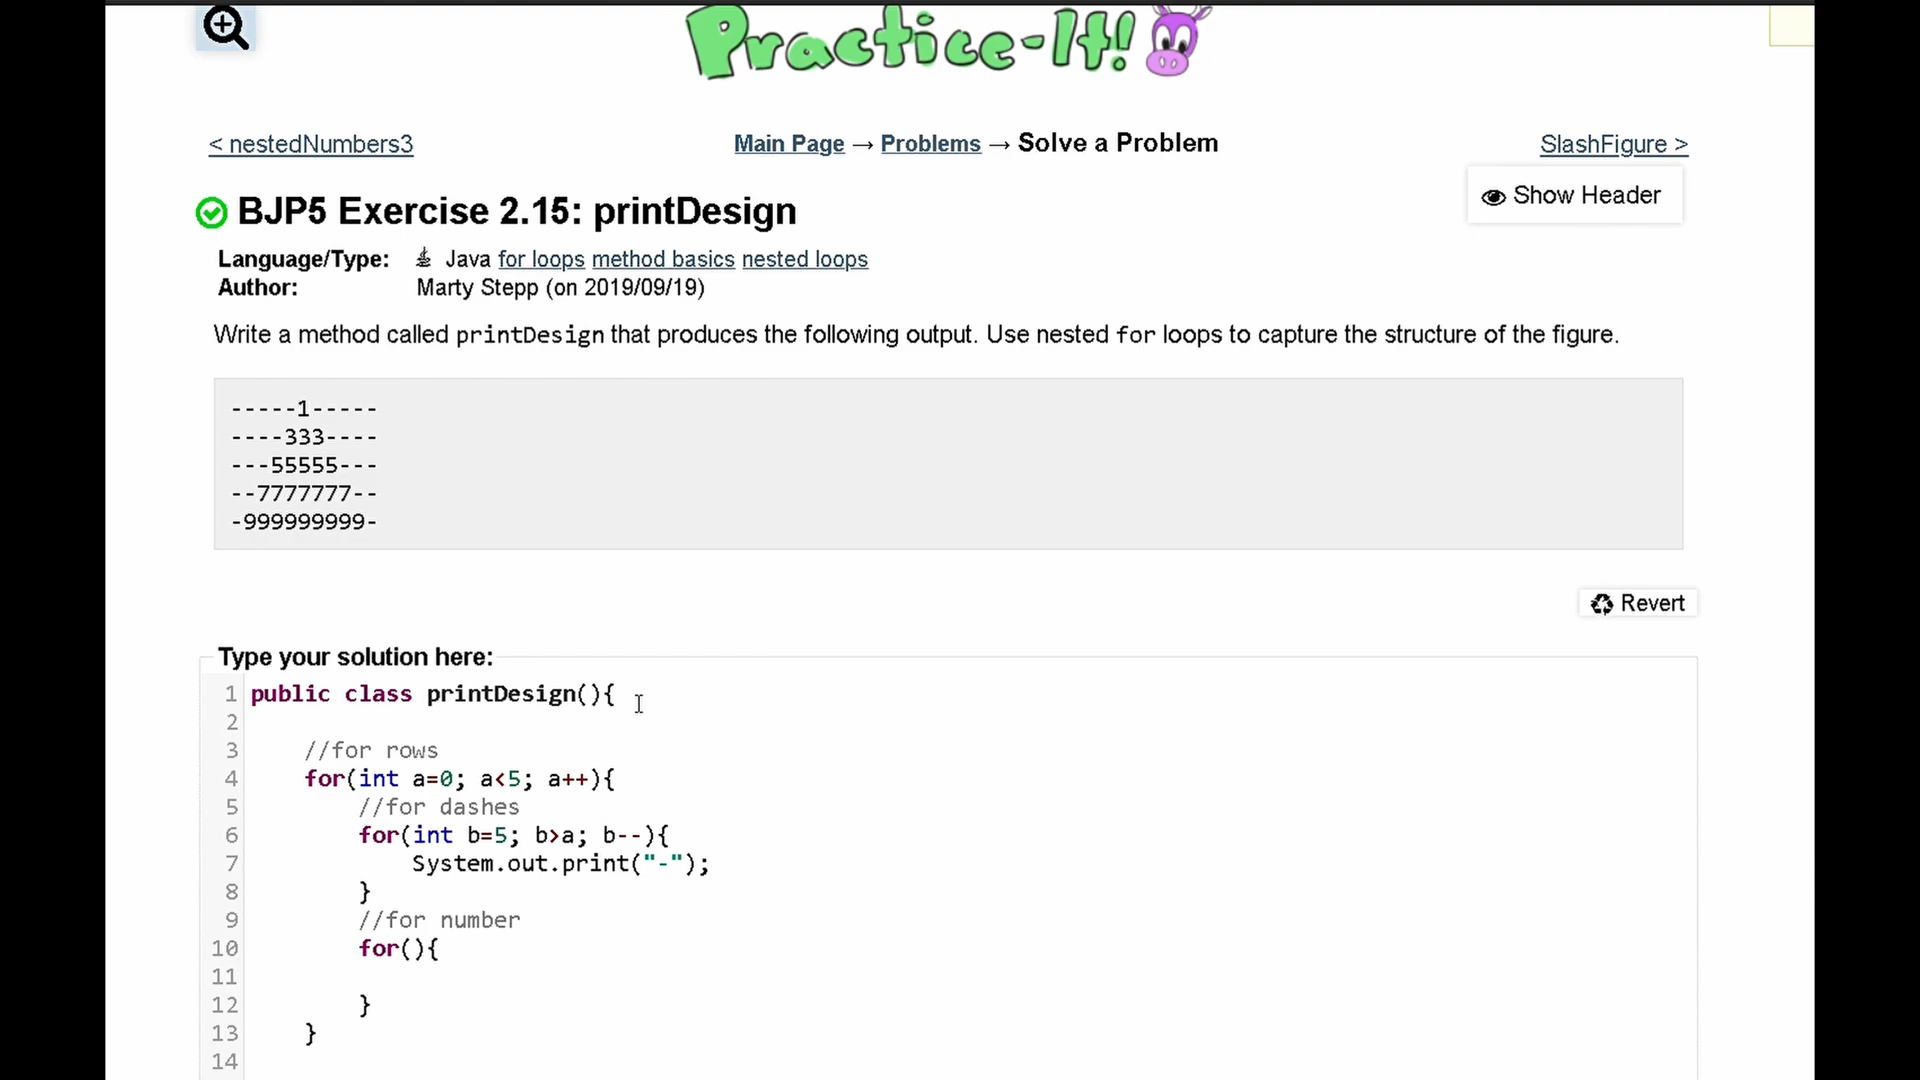 Practice-It!
< nestedNumbers3
Main Page → Problems → Solve a Problem
SlashFigure >
Show Header
BJP5 Exercise 2.15: printDesign
Language/Type: Java for loops method basics nested loops
Author: Marty Stepp (on 2019/09/19)
Write a method called printDesign that produces the following output. Use nested for loops to capture the structure of the figure.
-----1-----
----333----
---55555---
--7777777--
-999999999-
Revert
Type your solution here:
1 public class printDesign(){
2
3     //for rows
4     for(int a=0; a<5; a++){
5         //for dashes
6         for(int b=5; b>a; b--){
7             System.out.print("-");
8         }
9         //for number
10         for(){
11
12         }
13     }
14